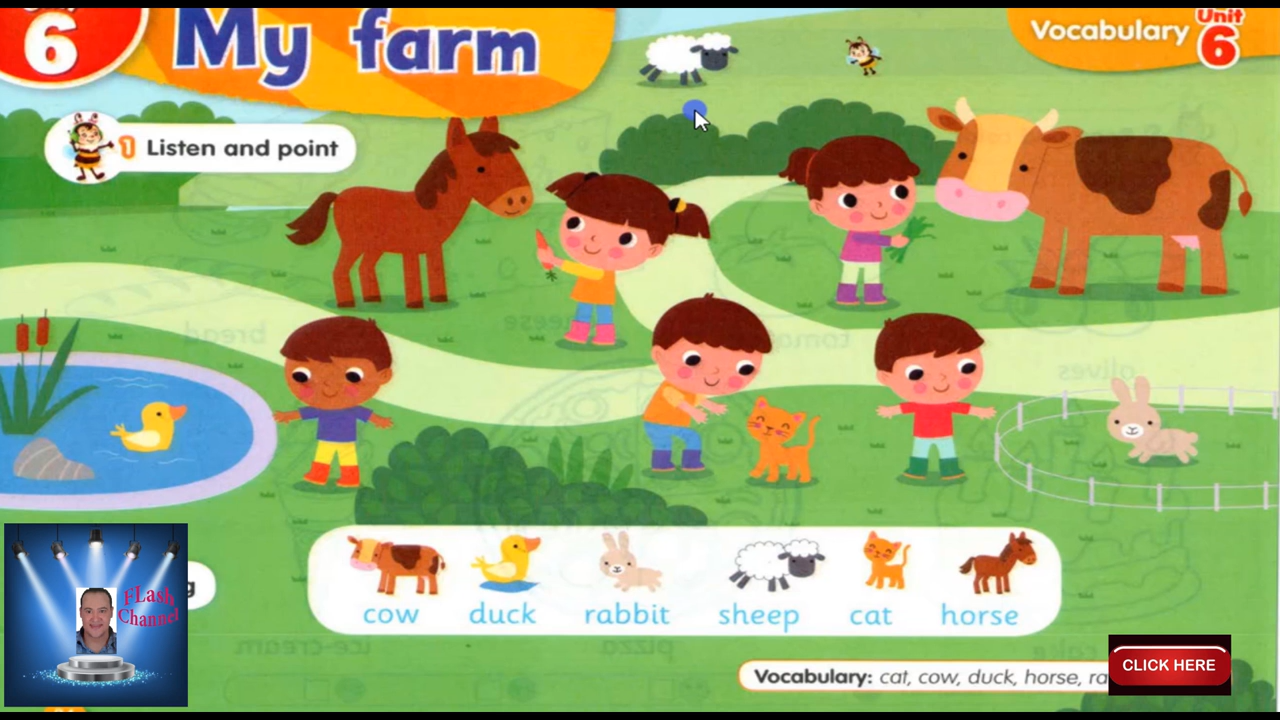 6
My farm
Vocabulary
Unit
6
1 Listen and point
cow duck rabbit sheep cat horse
FLash
Channel
Vocabulary: cat, cow, duck, horse, ra
CLICK HERE